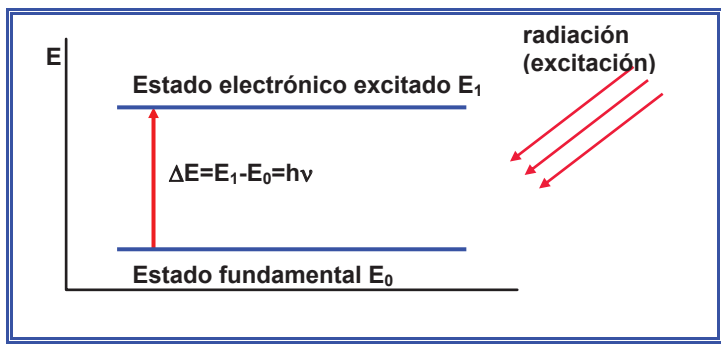 radiación
(excitación)
E
Estado electrónico excitado E₁
ΔE=E₁-E₀=hν
Estado fundamental E₀